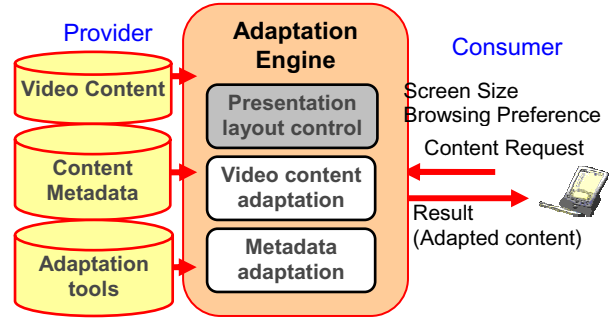 Provider
Video Content
Content
Metadata
Adaptation
tools
Adaptation
Engine
Presentation
layout control
Video content
adaptation
Metadata
adaptation
Consumer
Screen Size
Browsing Preference
Content Request
Result
(Adapted content)